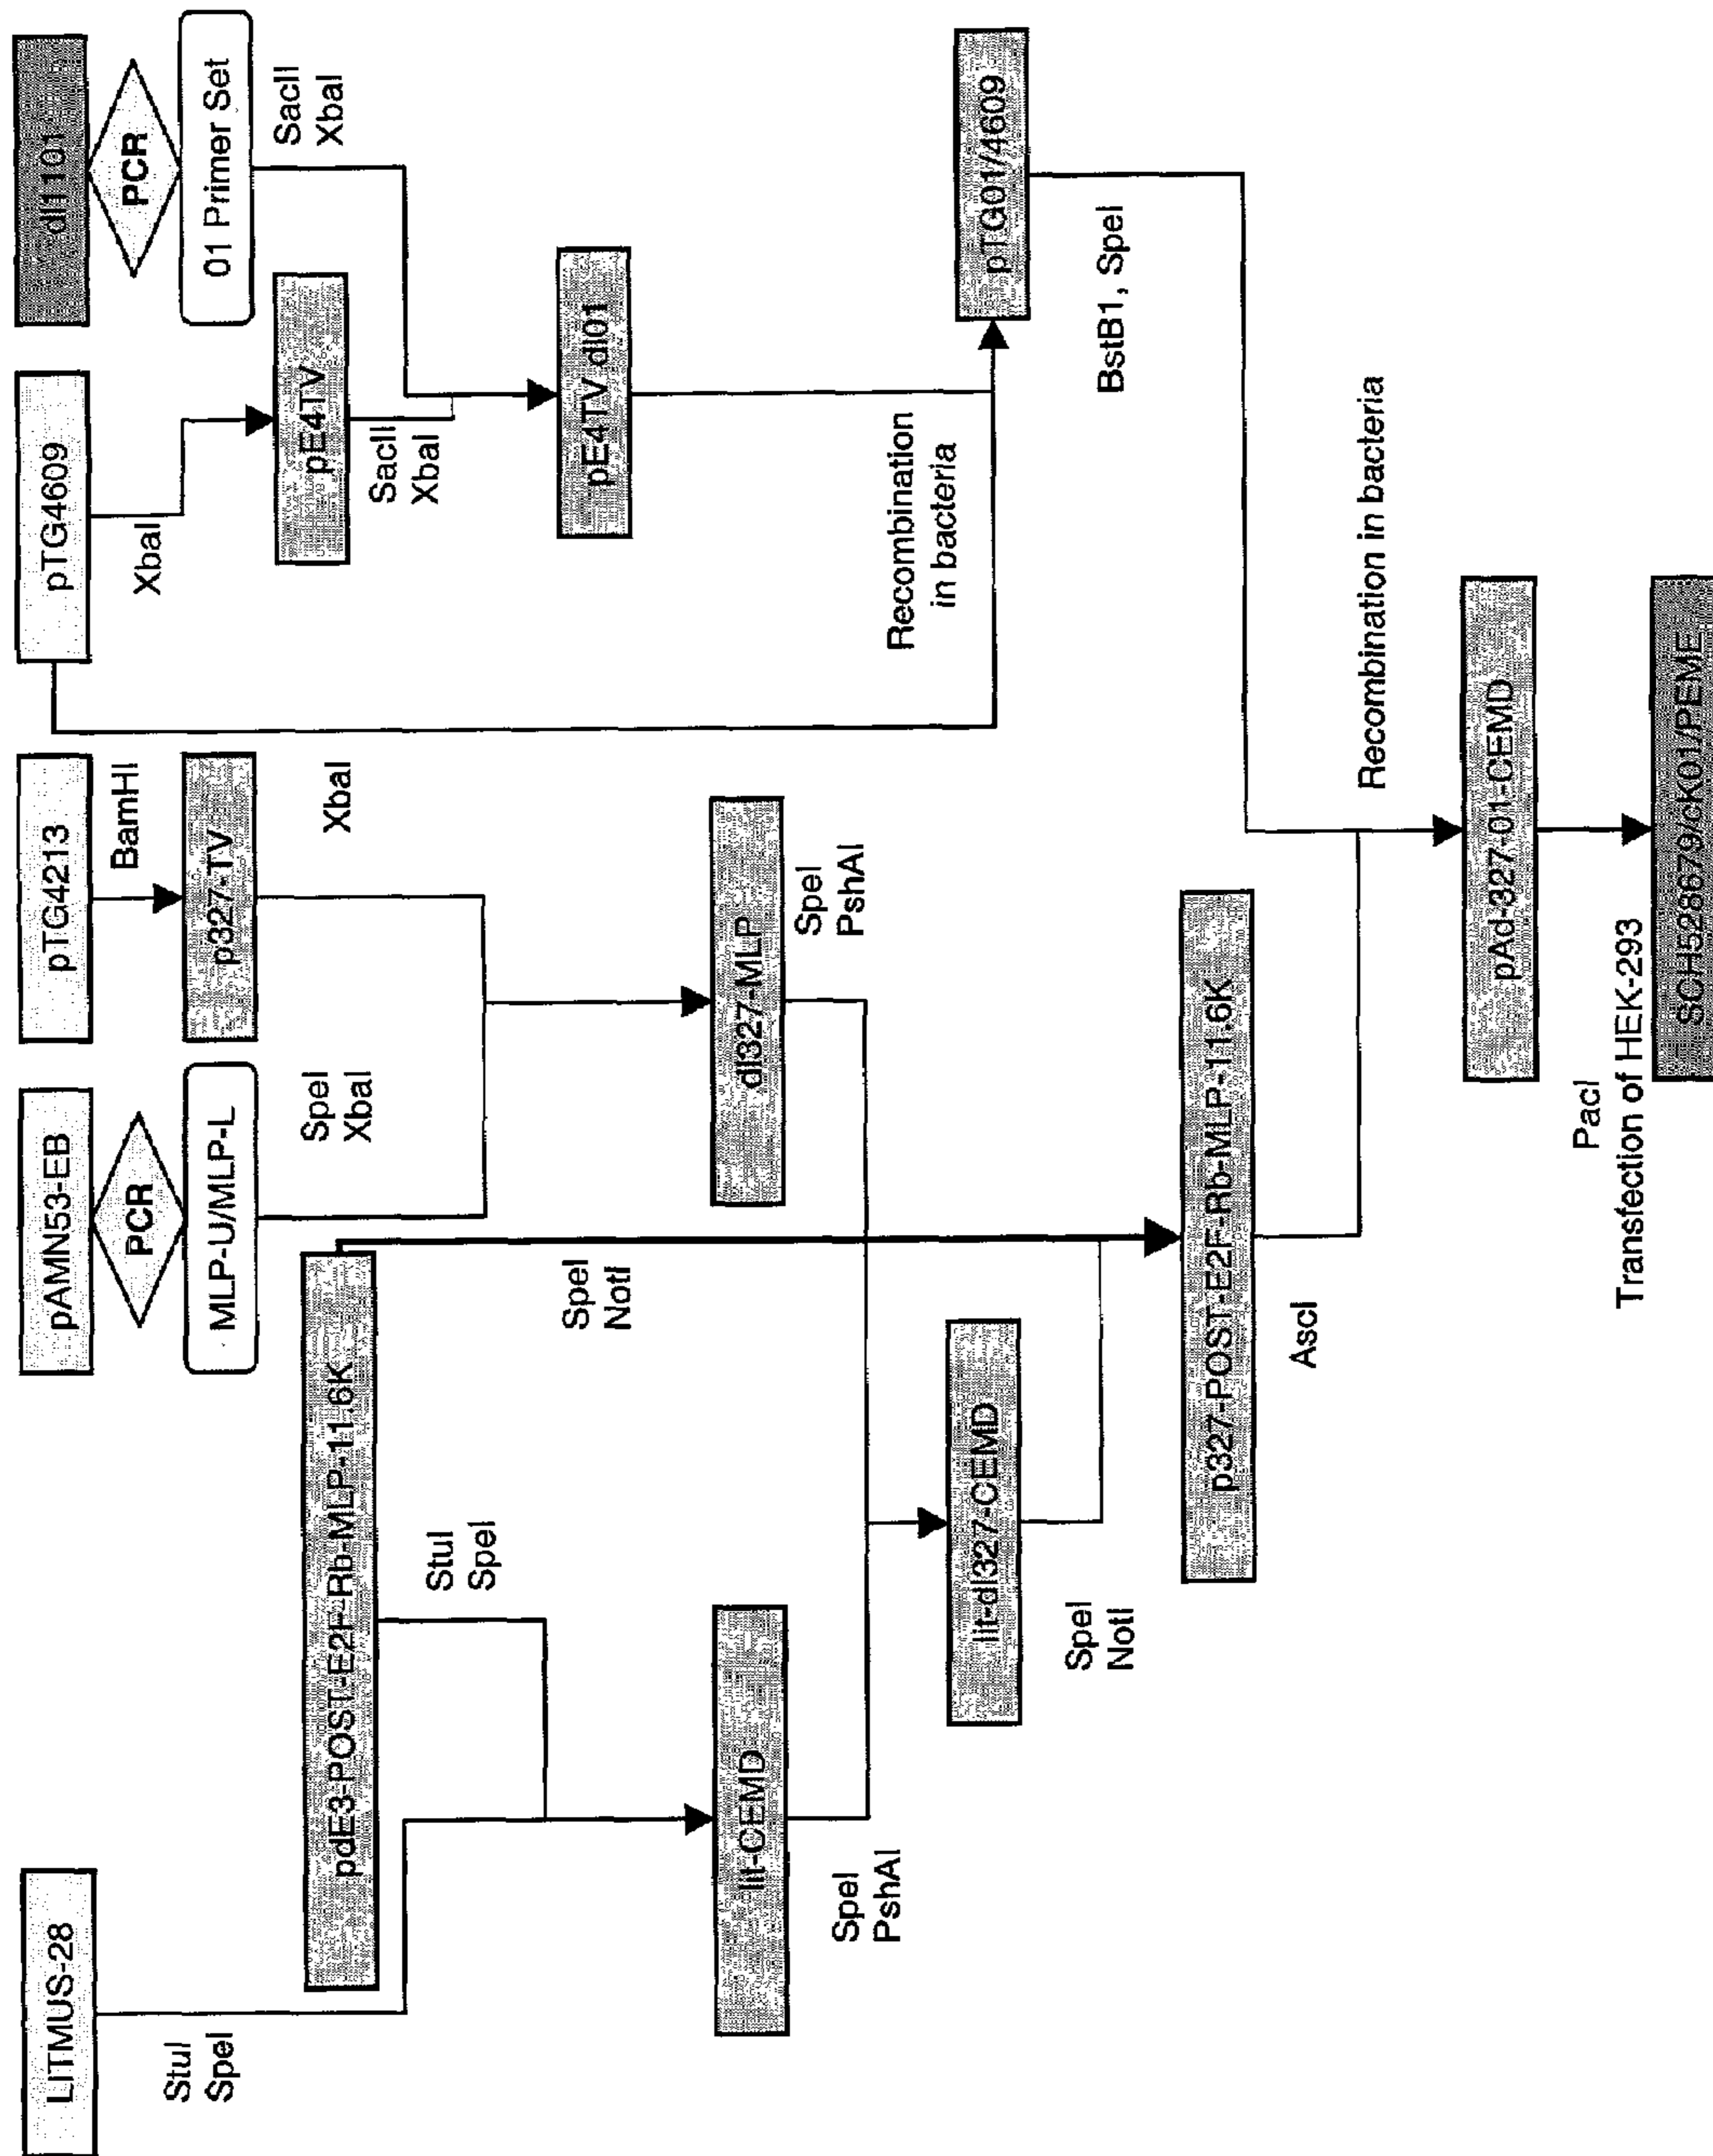 LITMUS-28
pAMN53-EB
pTG4213
pTG4609
dl1101
PCR
PCR
BamHI
XbaI
StuI
SpeI
MLP-U/MLP-L
p327-TV
01 Primer Set
pdE3-POST-E2F-Rb-MLP-11.6K
SpeI
XbaI
XbaI
pE4TV
SacII
XbaI
SacII
XbaI
StuI
SpeI
SpeI
NotI
pE4TV dl01
lit-CEMD
dl327-MLP
SpeI
PshAI
SpeI
PshAI
Recombination
in bacteria
lit-dl327-CEMD
pTG01/4609
SpeI
NotI
BstB1, SpeI
p327-POST-E2F-Rb-MLP-11.6K
AscI
Recombination in bacteria
pAd-327-01-CEMD
PacI
Transfection of HEK-293
SCH528679/cK01/PEME